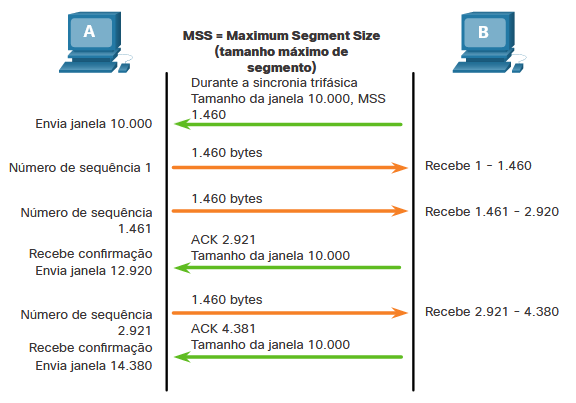 A
B
MSS = Maximum Segment Size
(tamanho máximo de
segmento)
Durante a sincronia trifásica
Tamanho da janela 10.000, MSS
1.460
Envia janela 10.000
1.460 bytes
Número de sequência 1
Recebe 1 - 1.460
1.460 bytes
Número de sequência
1.461
Recebe 1.461 - 2.920
ACK 2.921
Tamanho da janela 10.000
Recebe confirmação
Envia janela 12.920
1.460 bytes
Número de sequência
2.921
Recebe 2.921 - 4.380
ACK 4.381
Tamanho da janela 10.000
Recebe confirmação
Envia janela 14.380